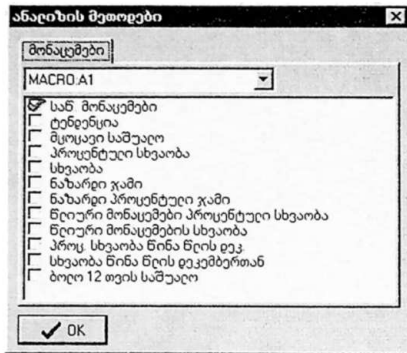 ანალიზის მეთოდები
მონაცემები
MACRO.A1
საწ. მონაცემები
ტენდენცია
მცოცავი საშუალო
პროცენტული სხვაობა
სხვაობა
ნაზარდი ჯამი
ნაზარდი პროცენტული ჯამი
წლიური მონაცემები პროცენტული სხვაობა
წლიური მონაცემების სხვაობა
პროც. სხვაობა წინა წლის დეკ.
სხვაობა წინა წლის დეკემბერთან
ბოლო 12 თვის საშუალო
OK